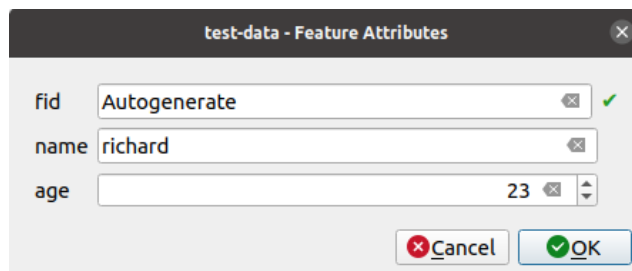 test-data - Feature Attributes
fid Autogenerate
name richard
age 23
Cancel OK